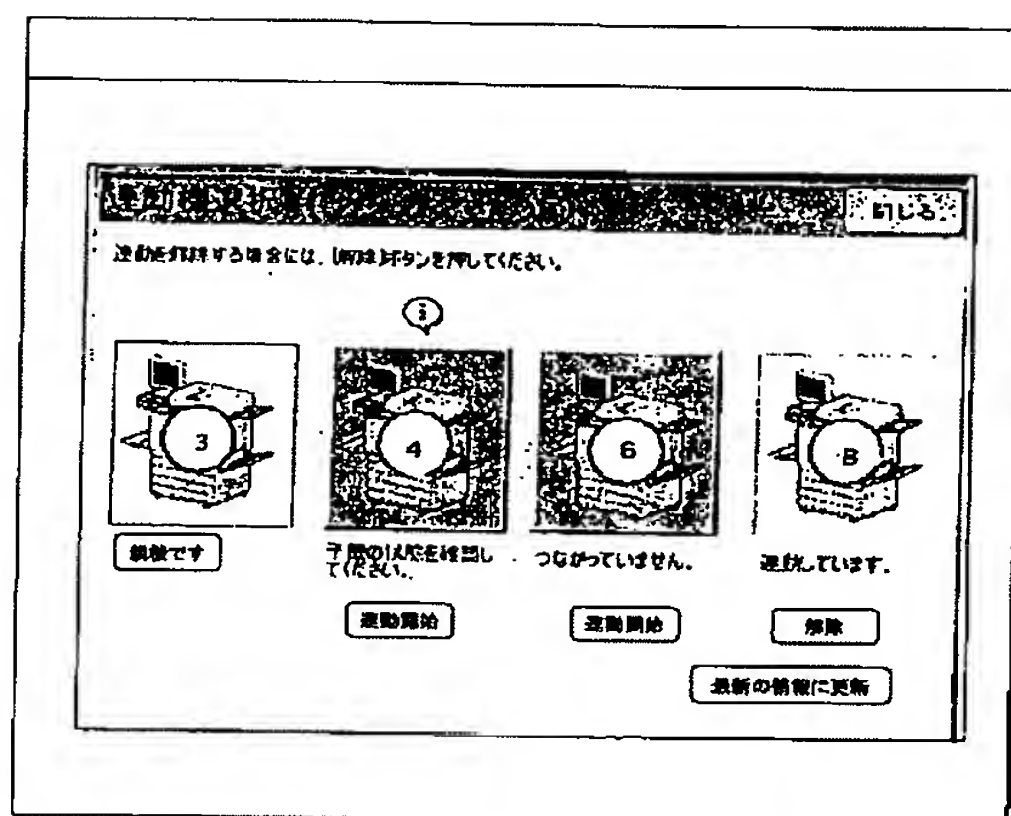 閉じる
連動を解除する場合には、[解除]ボタンを押してください。
i
3
4
6
8
親機です
子機の状態を確認し
てください。
つながっていません。
連動しています。
連動開始
連動開始
解除
最新の情報に更新